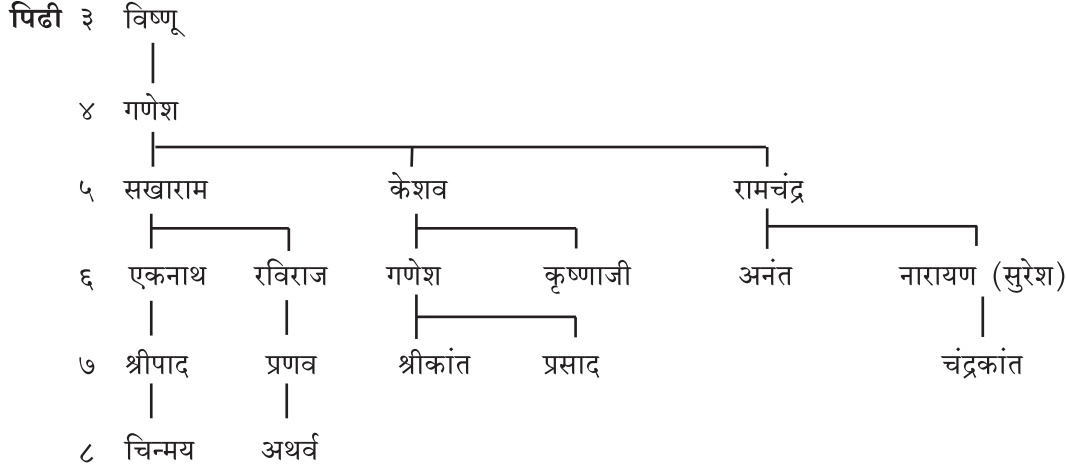 पिढी ३ विष्णू
४ गणेश
५ सखाराम केशव रामचंद्र
६ एकनाथ रविराज गणेश कृष्णाजी अनंत नारायण (सुरेश)
७ श्रीपाद प्रणव श्रीकांत प्रसाद चंद्रकांत
८ चिन्मय अथर्व